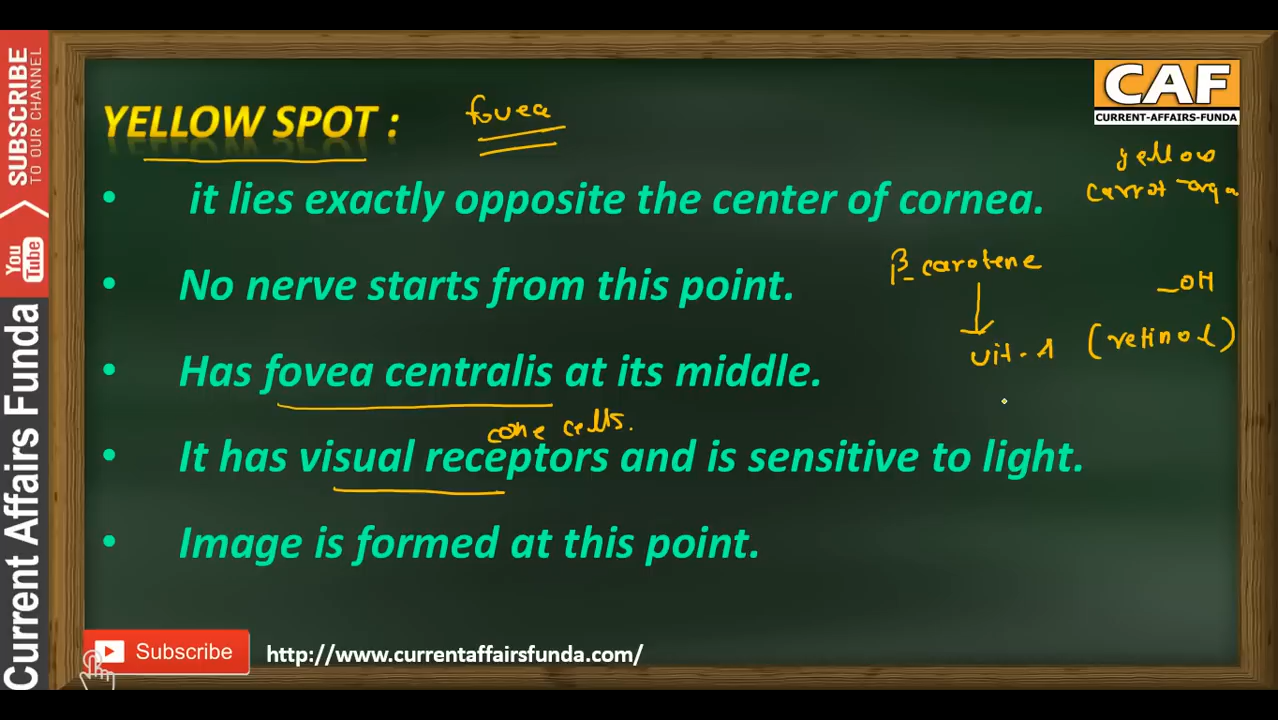 SUBSCRIBE
TO OUR CHANNEL
You
Tube
Current Affairs Funda
CAF
CURRENT-AFFAIRS-FUNDA
YELLOW SPOT :
fovea
yellow
carrot
• it lies exactly opposite the center of cornea.
β-carotene
-OH
• No nerve starts from this point.
vit-A (retinol)
• Has fovea centralis at its middle.
cone cells.
• It has visual receptors and is sensitive to light.
• Image is formed at this point.
Subscribe
http://www.currentaffairsfunda.com/